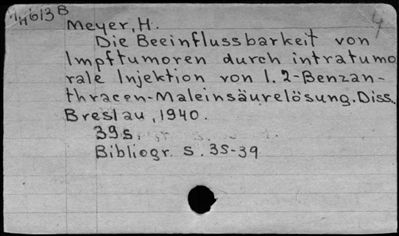 613 B
Meyer, H.
Die Beeinflussbarkeit von
Impftumoren durch intratumo
rale Injektion von 1.2-Benzan-
thracen-Maleinsäurelösung. Diss.
Breslau, 1940.
39 s.
Bibliogr. S. 35-39